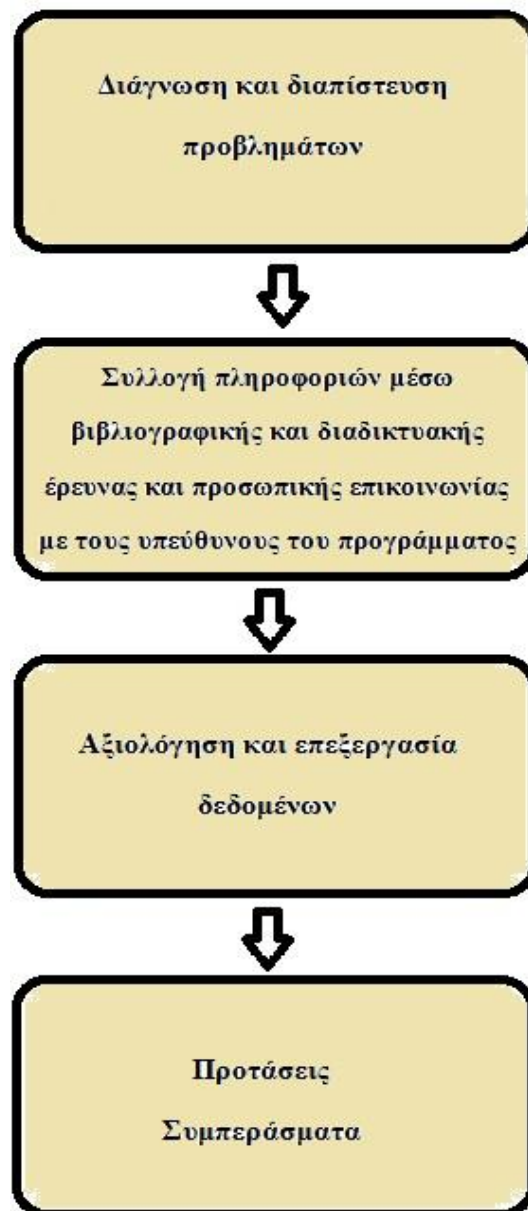 Διάγνωση και διαπίστευση
προβλημάτων
Συλλογή πληροφοριών μέσω
βιβλιογραφικής και διαδικτυακής
έρευνας και προσωπικής επικοινωνίας
με τους υπεύθυνους του προγράμματος
Αξιολόγηση και επεξεργασία
δεδομένων
Προτάσεις
Συμπεράσματα